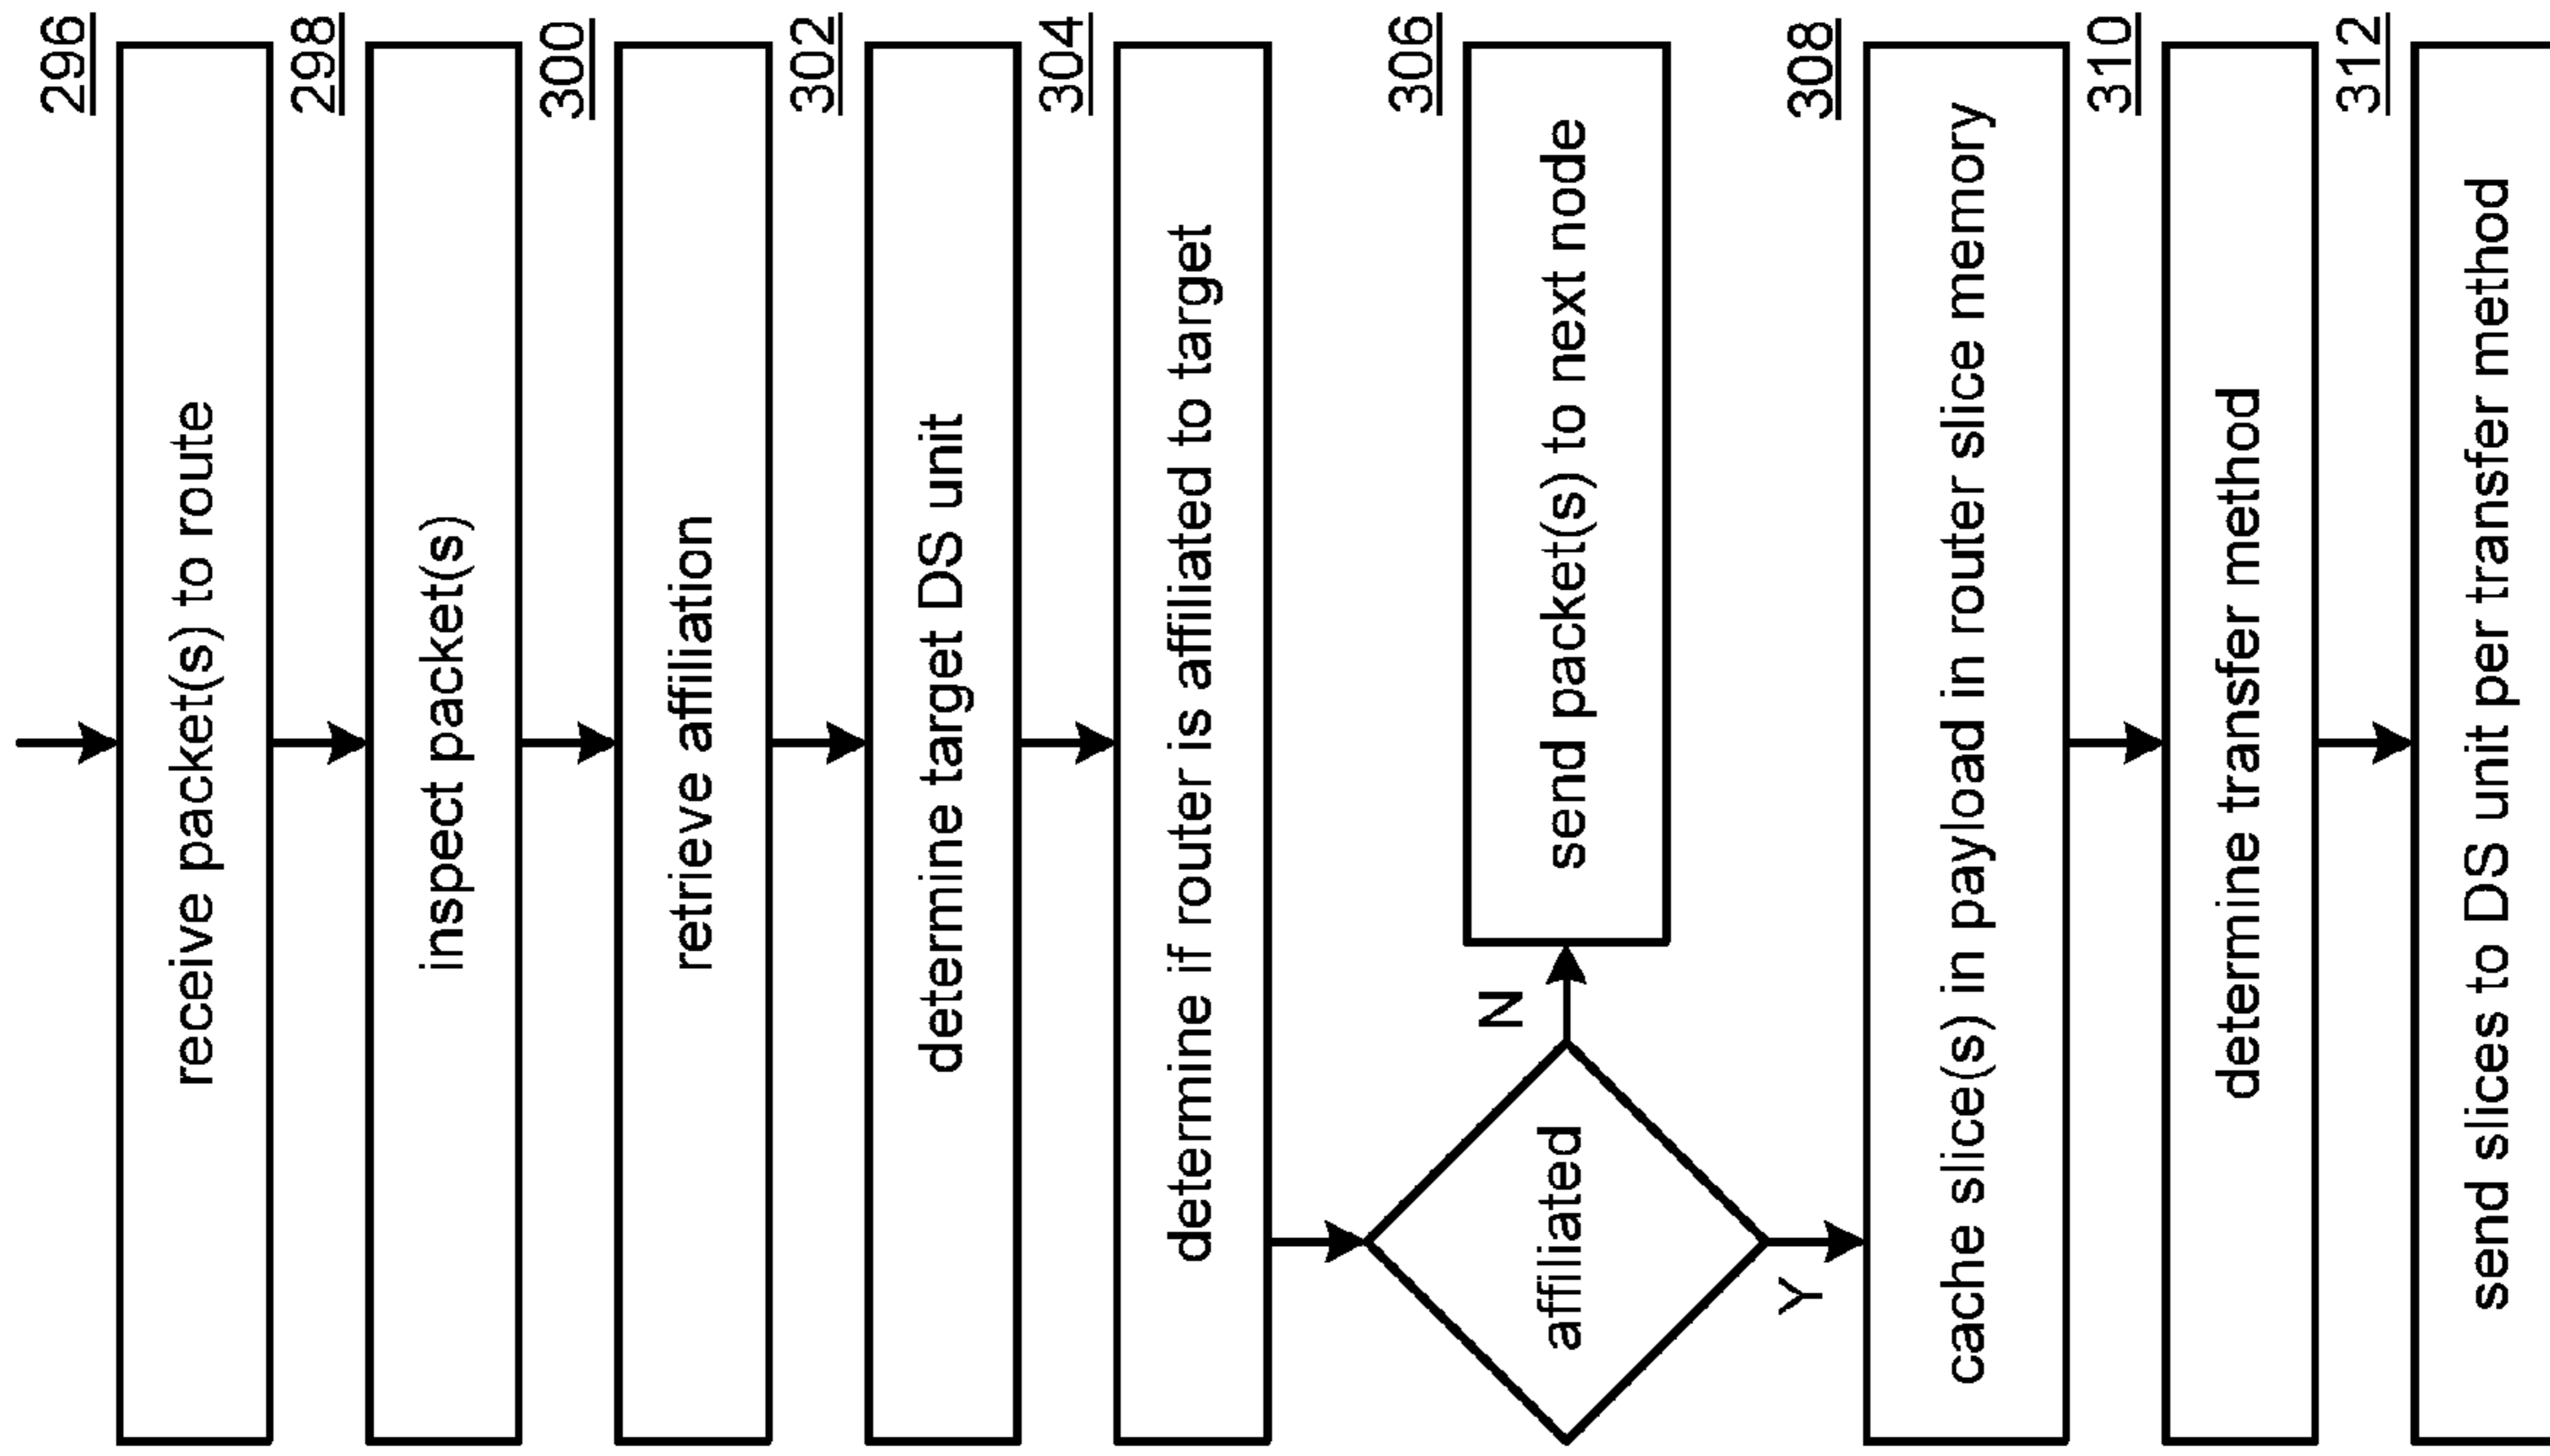 296
receive packet(s) to route
298
inspect packet(s)
300
retrieve affiliation
302
determine target DS unit
304
determine if router is affiliated to target
affiliated
N
306
send packet(s) to next node
Y
308
cache slice(s) in payload in router slice memory
310
determine transfer method
312
send slices to DS unit per transfer method